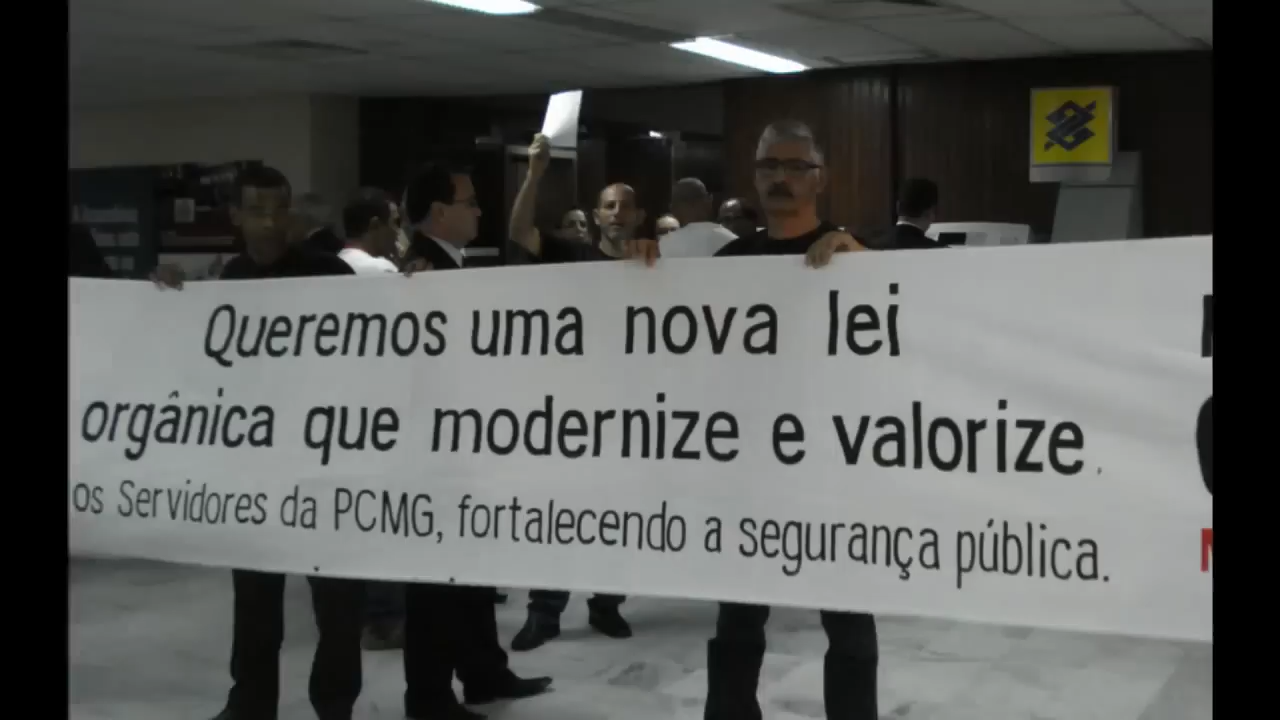 Queremos uma nova lei
orgânica que modernize e valorize.
os Servidores da PCMG, fortalecendo a segurança pública.